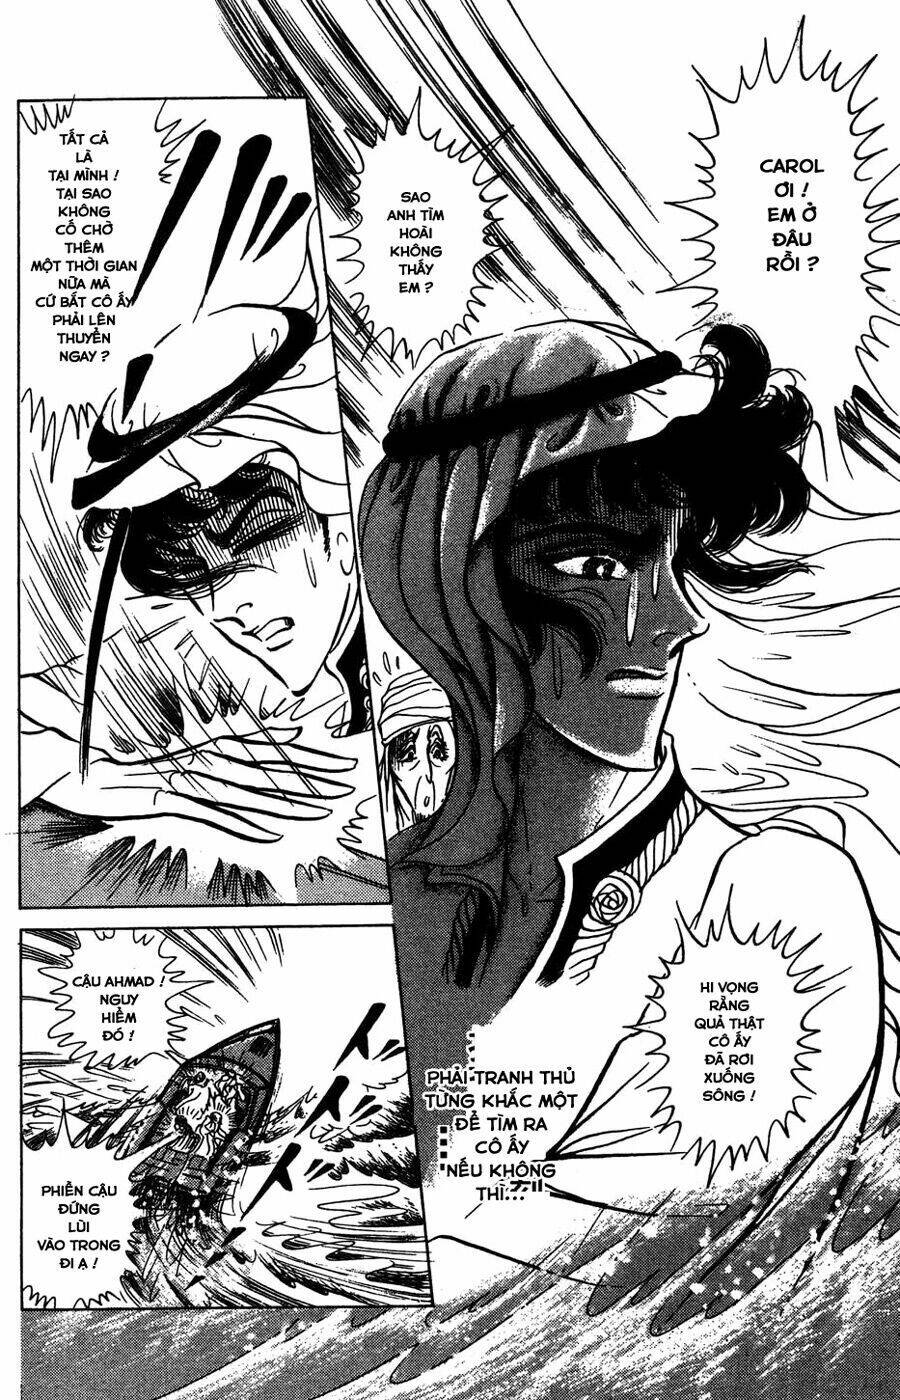 CAROL
ƠI !
EM Ở
ĐÂU
RỒI ?
SAO
ANH TÌM
HOÀI
KHÔNG
THẤY
EM ?
HI VỌNG
RẰNG
QUẢ THẬT
CÔ ẤY
ĐÃ RƠI
XUỐNG
SÔNG !
PHẢI TRANH THỦ
TỪNG KHẮC MỘT
ĐỂ TÌM RA
CÔ ẤY
NẾU KHÔNG
THÌ...
TẤT CẢ
LÀ
TẠI MÌNH !
TẠI SAO
KHÔNG
CỐ CHỜ
THÊM
MỘT THỜI GIAN
NỮA MÀ
CỨ BẮT CÔ ẤY
PHẢI LÊN
THUYỀN
NGAY ?
CẬU AHMAD !
NGUY
HIỂM
ĐÓ !
PHIỀN CẬU
ĐỨNG
LÙI
VÀO TRONG
ĐI Ạ !